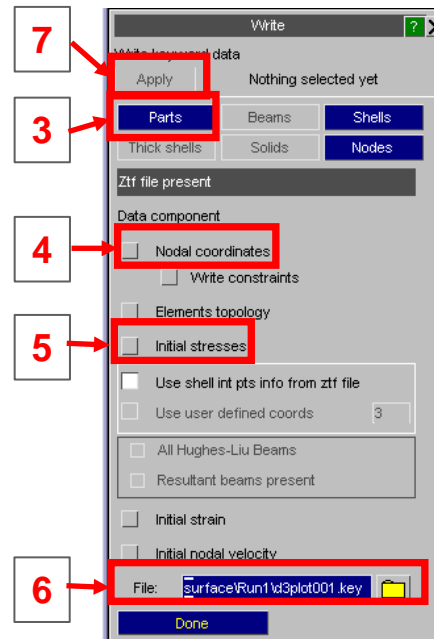 Write
?
7
Write keyword data
Apply
Nothing selected yet
3
Parts
Beams
Shells
Thick shells
Solids
Nodes
Ztf file present
Data component
4
Nodal coordinates
Write constraints
Elements topology
5
Initial stresses
Use shell int pts info from ztf file
Use user defined coords
3
All Hughes-Liu Beams
Resultant beams present
Initial strain
Initial nodal velocity
6
File:
surface\Run1\d3plot001.key
Done